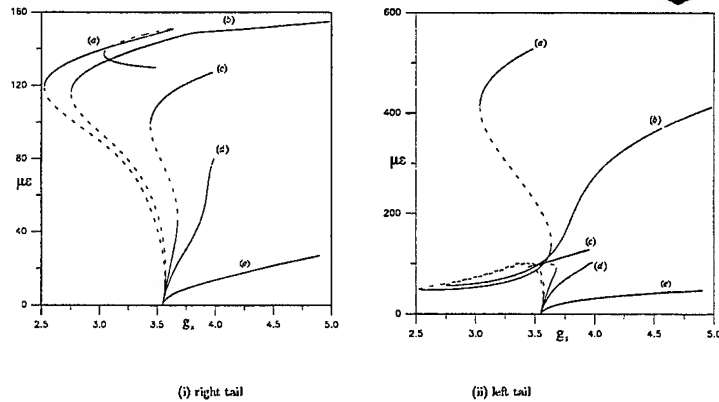 160
120
80
40
0
με
(a)
(b)
(c)
(d)
(e)
2.5
3.0
3.5
4.0
4.5
5.0
g_s
(i) right tail
600
400
200
0
με
(a)
(b)
(c)
(d)
(e)
2.5
3.0
3.5
4.0
4.5
5.0
g_s
(ii) left tail